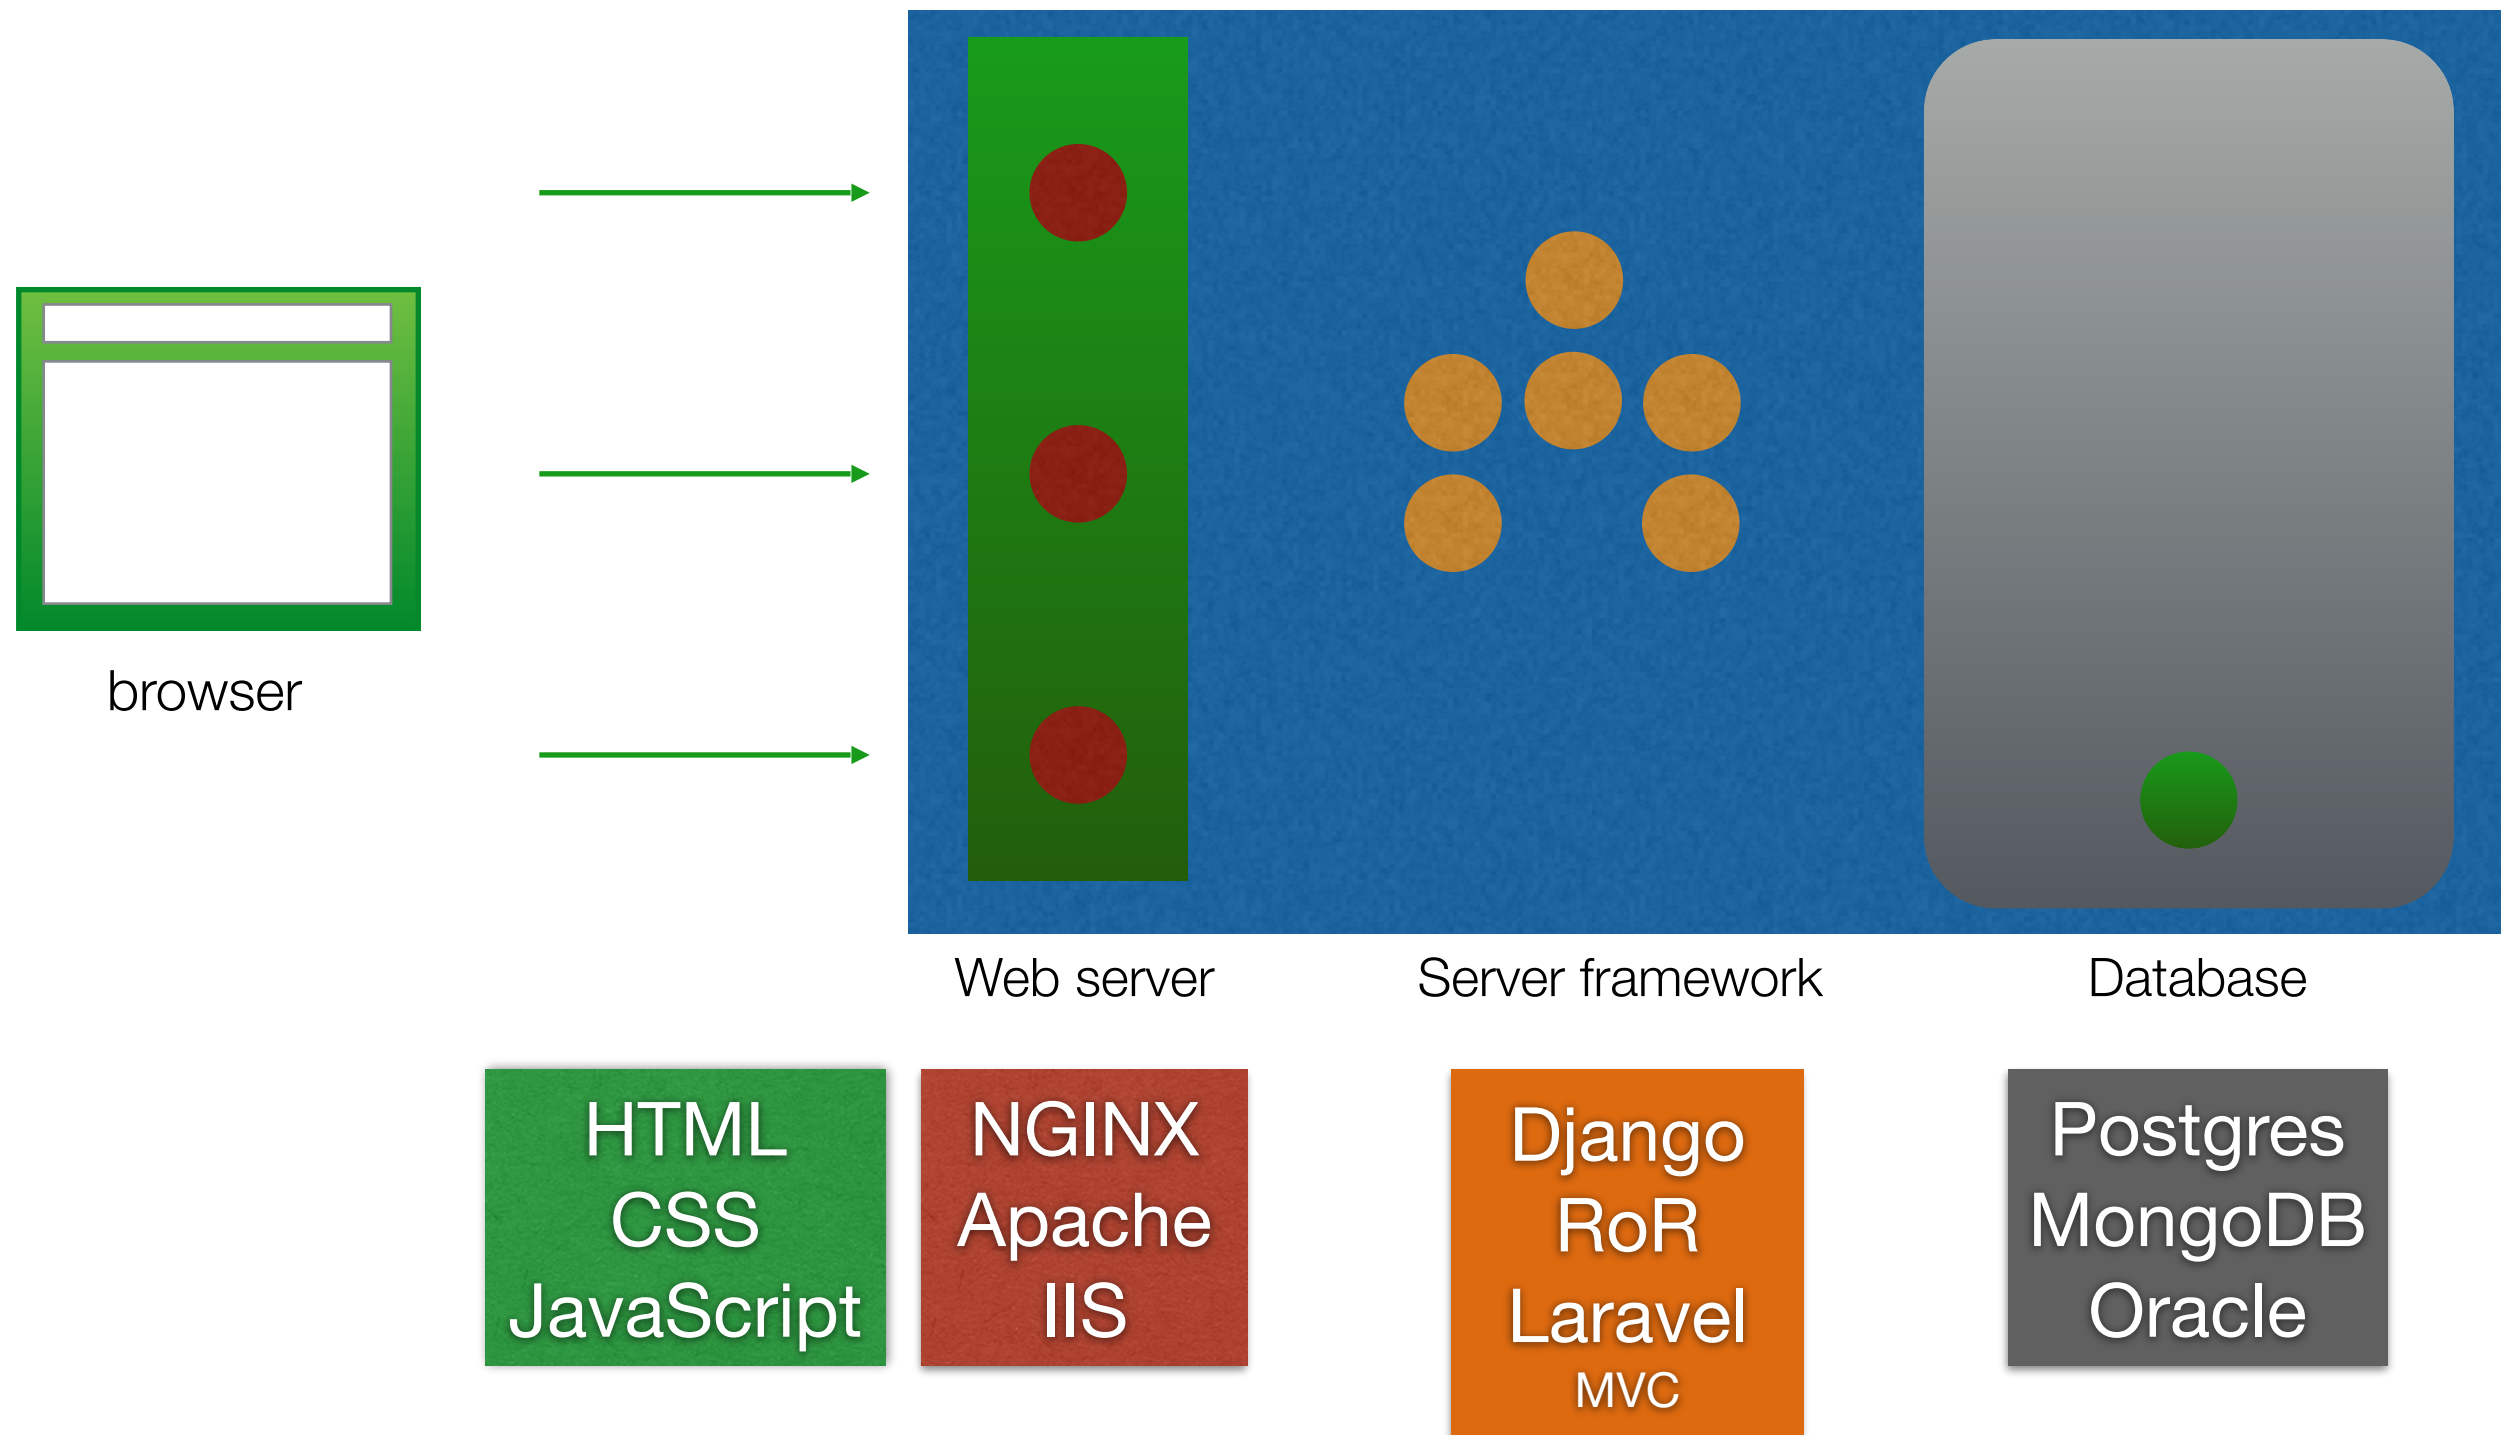 browser
Web server
Server framework
Database
HTML
CSS
JavaScript
NGINX
Apache
IIS
Django
RoR
Laravel
MVC
Postgres
MongoDB
Oracle